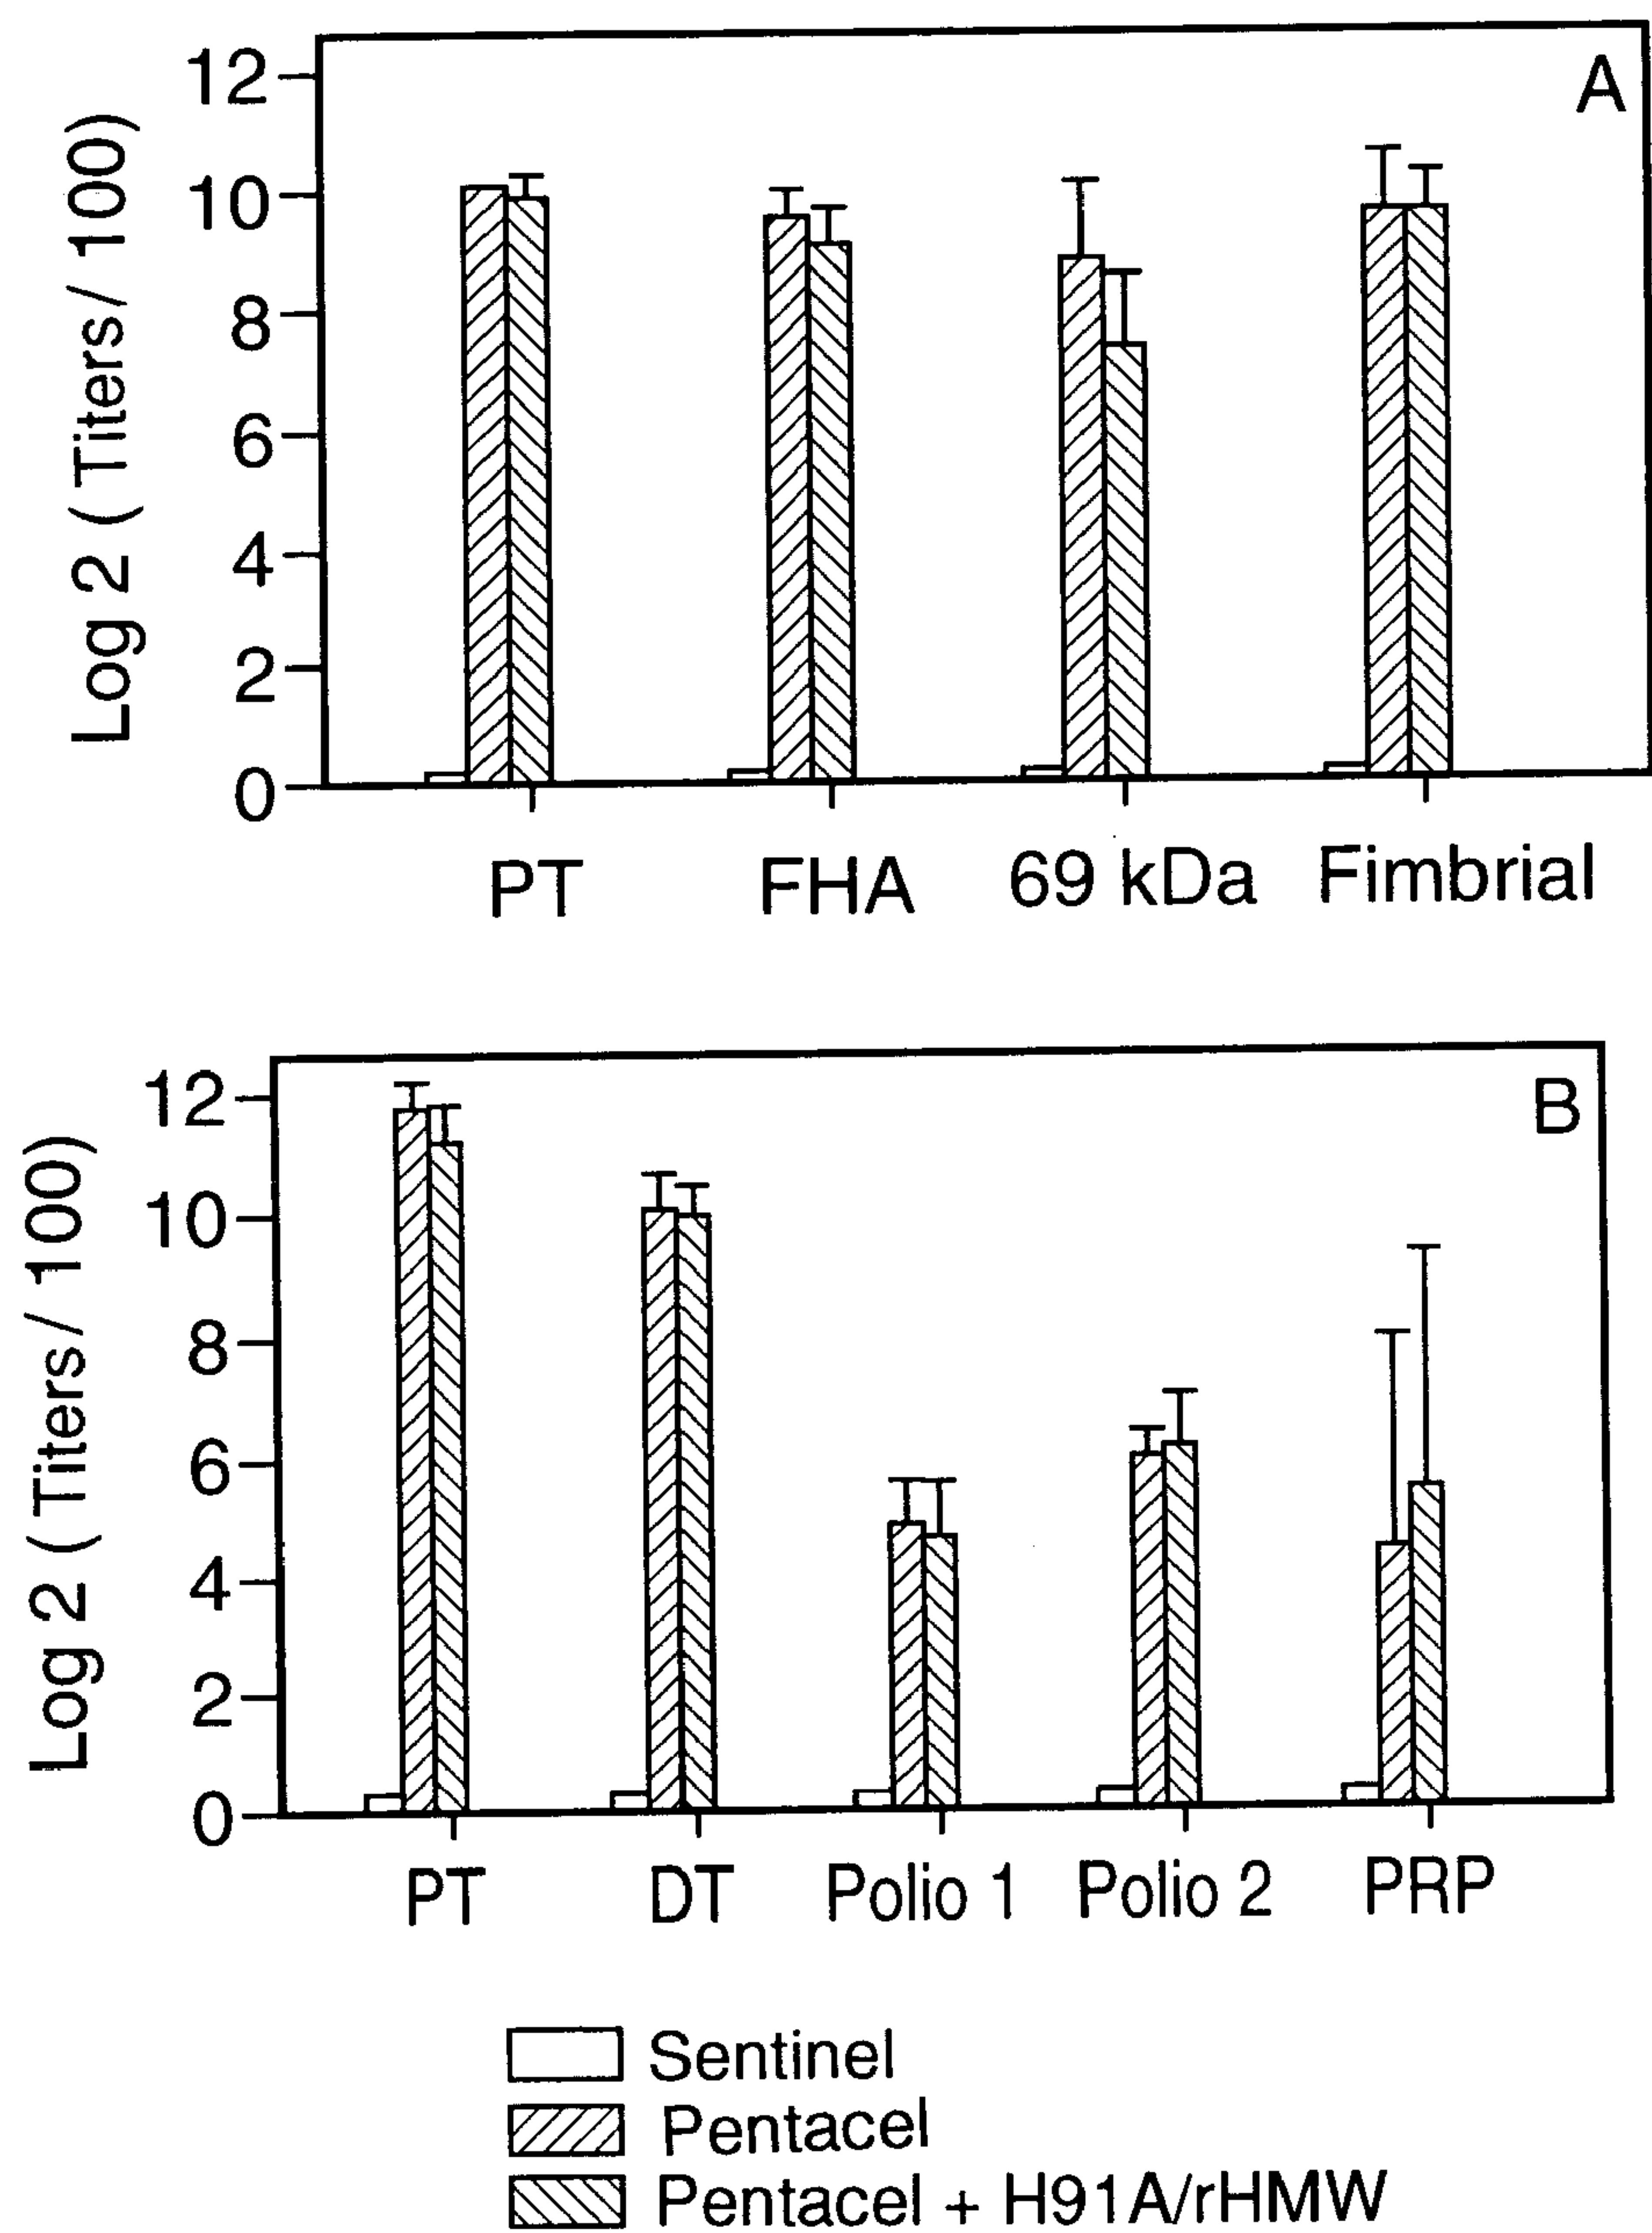 A
Log 2 ( Titers / 100)
12
10
8
6
4
2
0
PT FHA 69 kDa Fimbrial
B
Log 2 ( Titers / 100)
12
10
8
6
4
2
0
PT DT Polio 1 Polio 2 PRP
Sentinel
Pentacel
Pentacel + H91A/rHMW